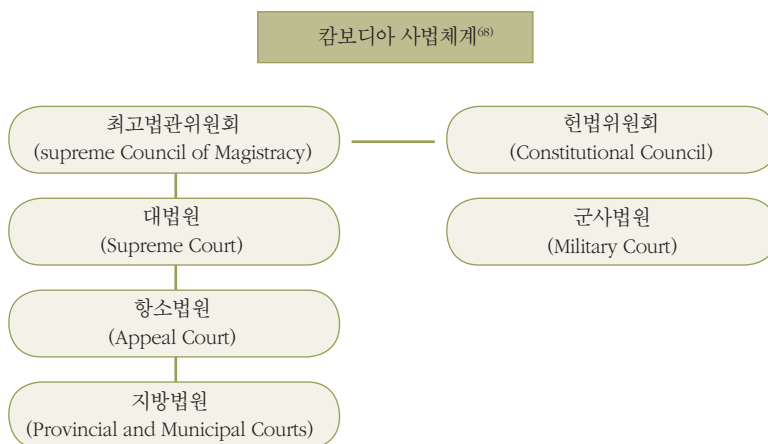 캄보디아 사법체계68)
최고법관위원회
(supreme Council of Magistracy)
헌법위원회
(Constitutional Council)
대법원
(Supreme Court)
군사법원
(Military Court)
항소법원
(Appeal Court)
지방법원
(Provincial and Municipal Courts)